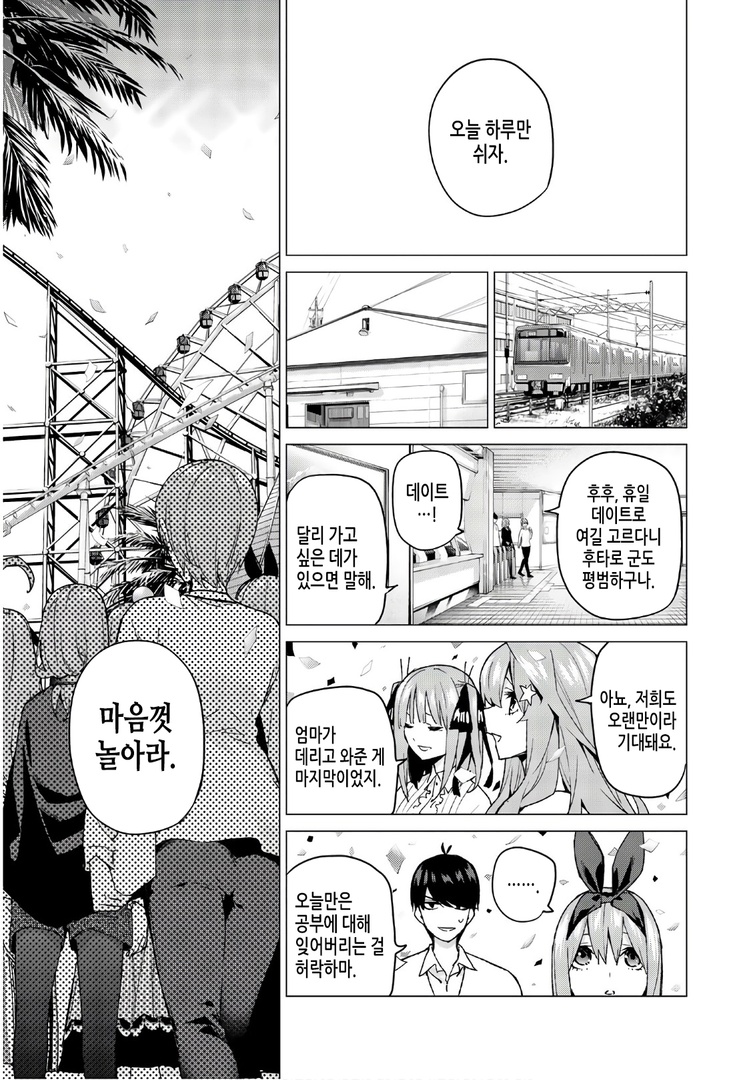 오늘 하루만
쉬자.
후후, 휴일
데이트로
여길 고르다니
후타로 군도
평범하구나.
데이트
…!
달리 가고
싶은 데가
있으면 말해.
아뇨, 저희도
오랜만이라
기대돼요.
엄마가
데리고 와준 게
마지막이었지.
…….
오늘만은
공부에 대해
잊어버리는 걸
허락하마.
마음껏
놀아라.